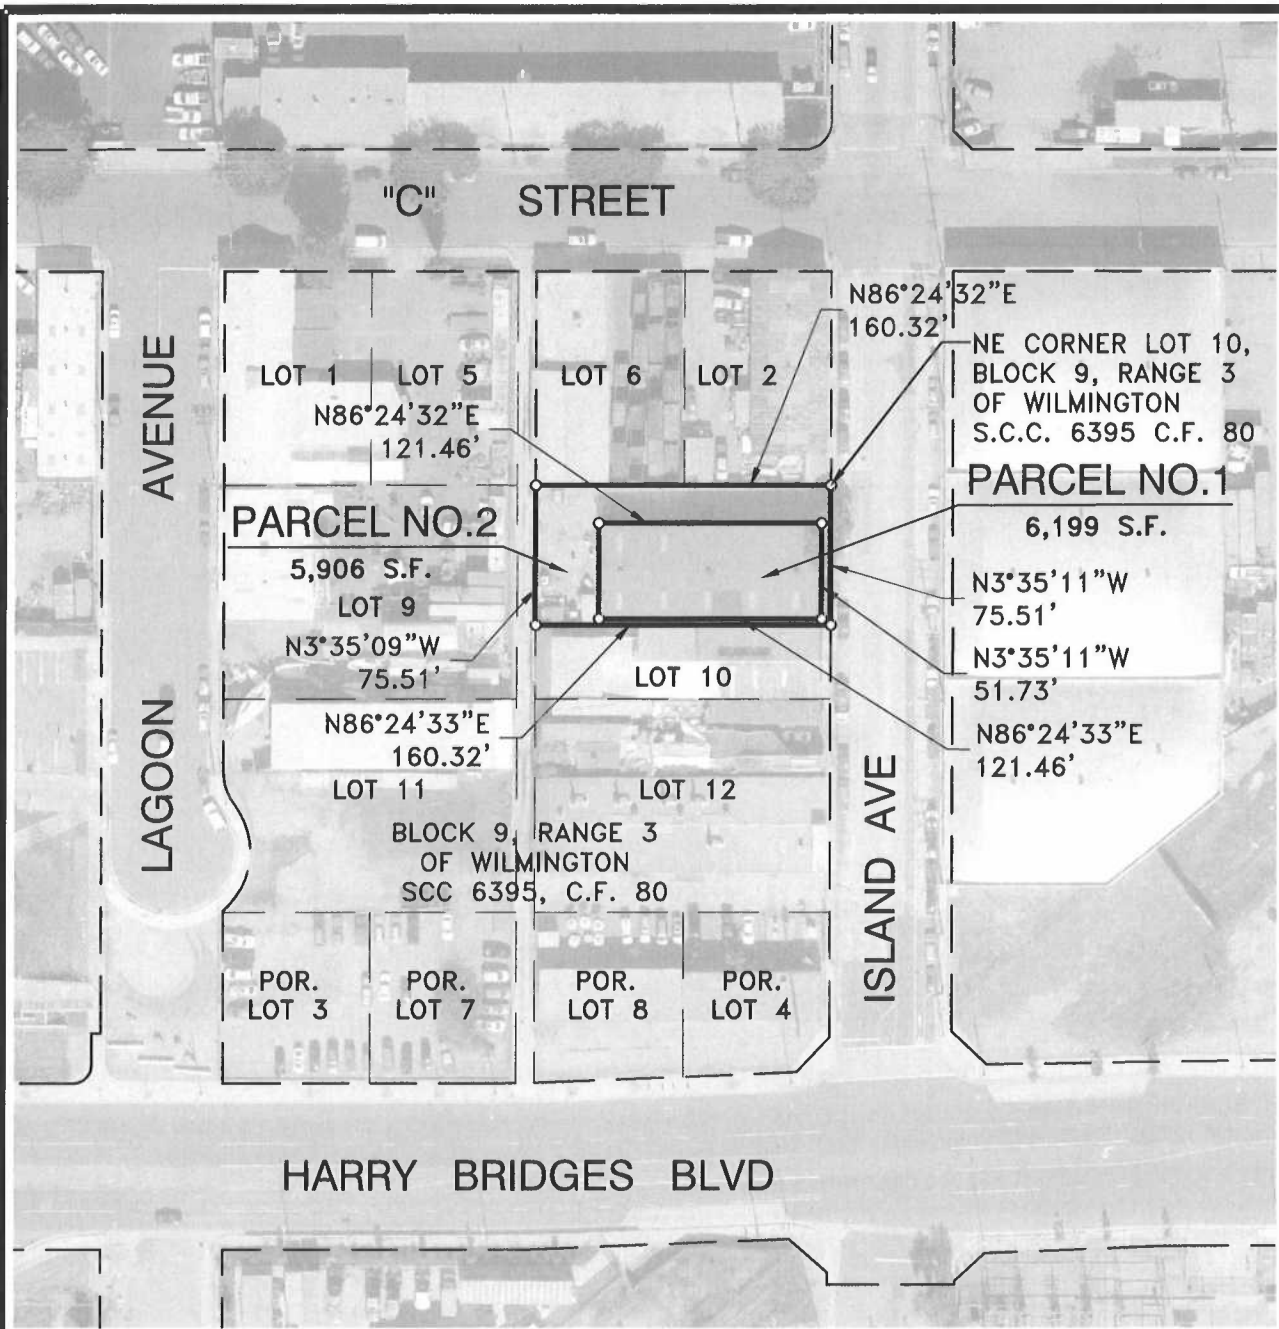 "C" STREET
N86°24'32"E
160.32'
NE CORNER LOT 10,
BLOCK 9, RANGE 3
OF WILMINGTON
S.C.C. 6395 C.F. 80
LOT 1
LOT 5
LOT 6
LOT 2
N86°24'32"E
121.46'
LAGOON AVENUE
PARCEL NO.1
6,199 S.F.
PARCEL NO.2
5,906 S.F.
LOT 9
N3°35'09"W
75.51'
N3°35'11"W
75.51'
N3°35'11"W
51.73'
LOT 10
N86°24'33"E
160.32'
N86°24'33"E
121.46'
LOT 11
LOT 12
BLOCK 9, RANGE 3
OF WILMINGTON
SCC 6395, C.F. 80
ISLAND AVE
POR.
LOT 3
POR.
LOT 7
POR.
LOT 8
POR.
LOT 4
HARRY BRIDGES BLVD